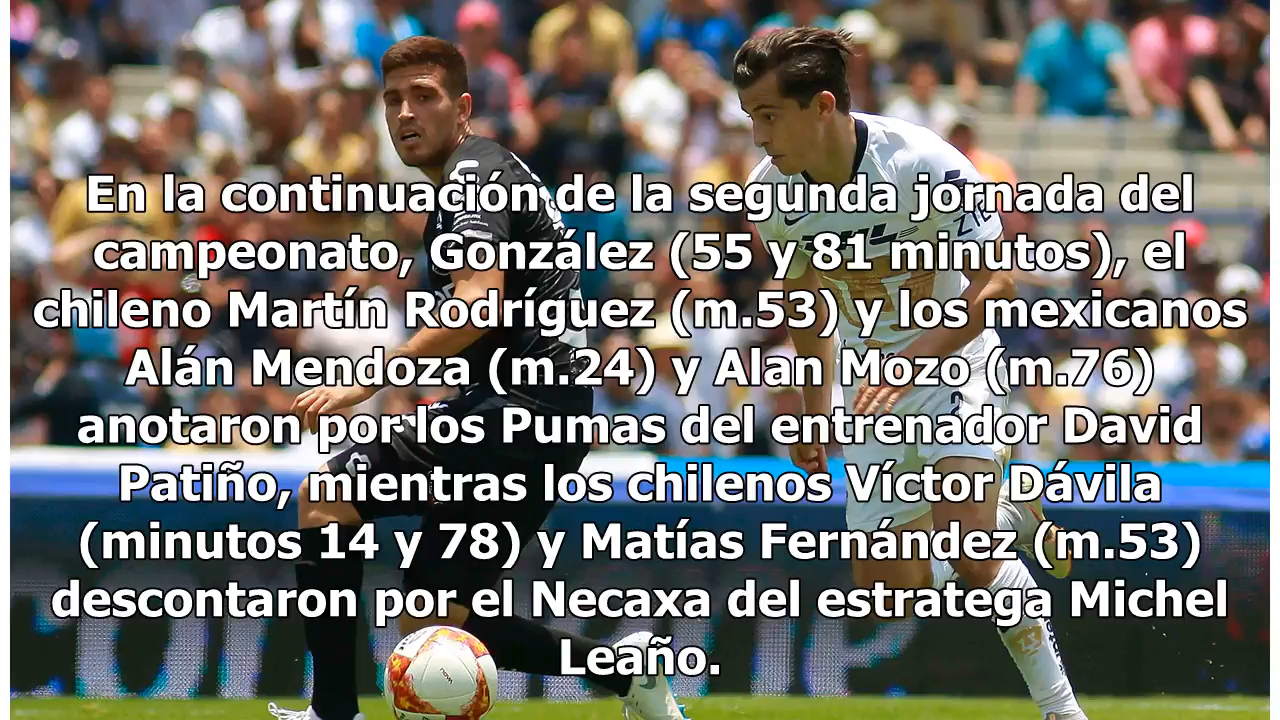 En la continuación de la segunda jornada del
campeonato, González (55 y 81 minutos), el
chileno Martín Rodríguez (m.53) y los mexicanos
Alán Mendoza (m.24) y Alan Mozo (m.76)
anotaron por los Pumas del entrenador David
Patiño, mientras los chilenos Víctor Dávila
(minutos 14 y 78) y Matías Fernández (m.53)
descontaron por el Necaxa del estratega Michel
Leaño.
ZTE